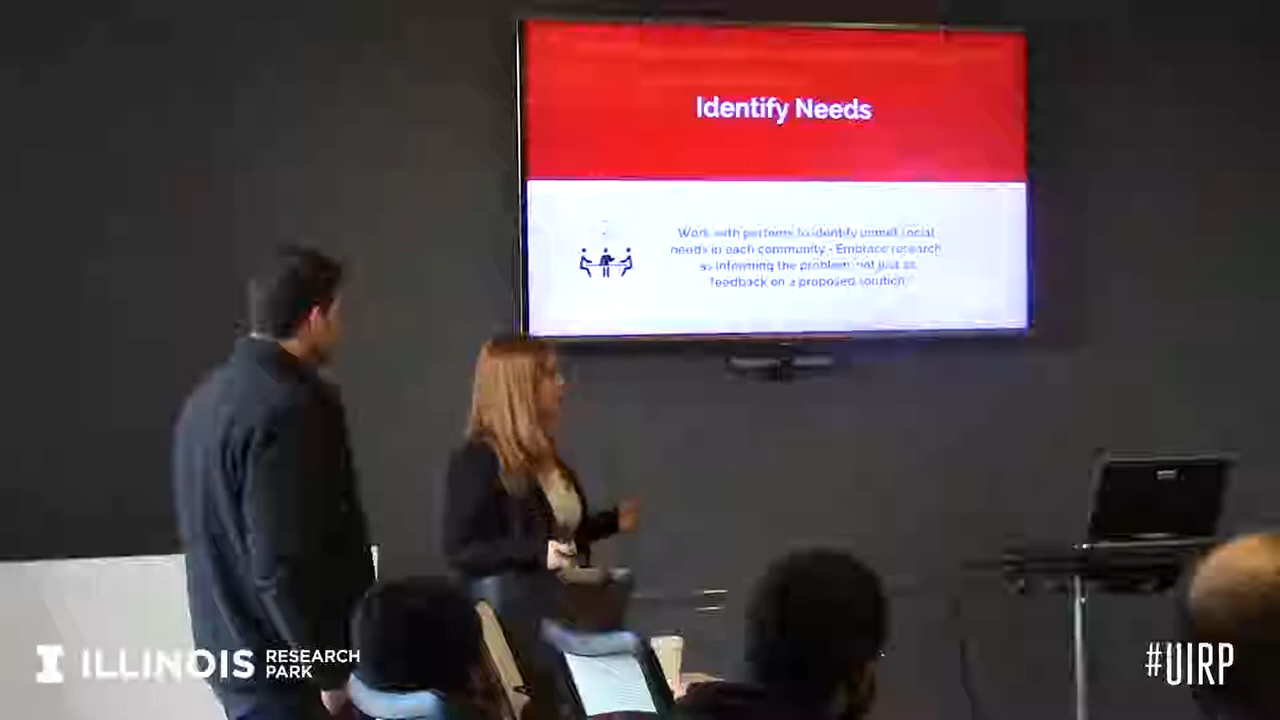 Identify Needs
Work with partners to identify unmet social
needs in each community - Embrace research
as informing the problem, not just as
feedback on a proposed solution.
I ILLINOIS RESEARCH
PARK
#UIRP